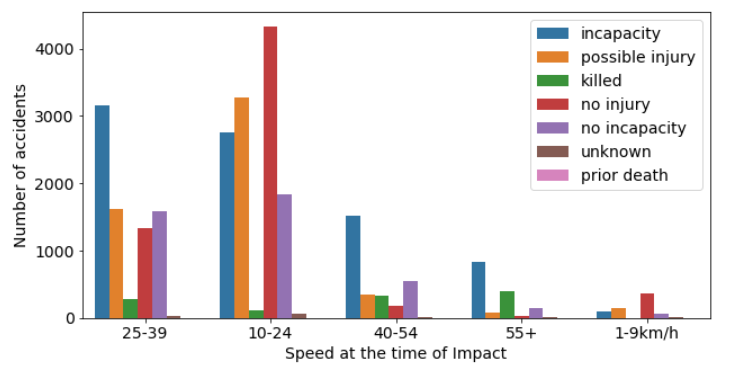 4000
3000
2000
1000
0
Number of accidents
incapacity
possible injury
killed
no injury
no incapacity
unknown
prior death
25-39 10-24 40-54 55+ 1-9km/h
Speed at the time of Impact